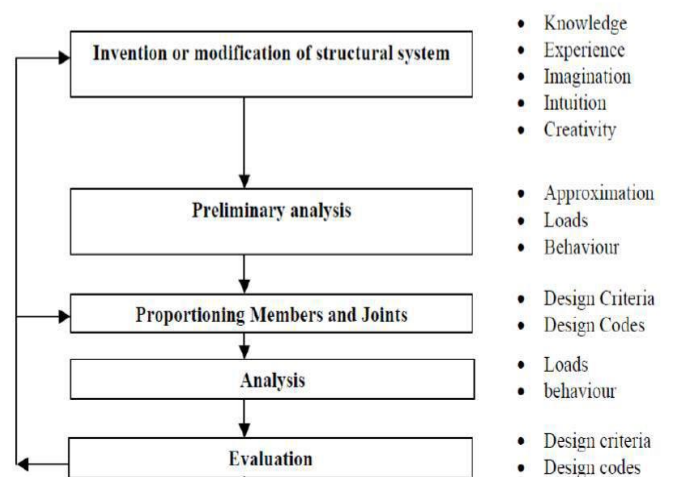 Invention or modification of structural system
• Knowledge
• Experience
• Imagination
• Intuition
• Creativity
Preliminary analysis
• Approximation
• Loads
• Behaviour
Proportioning Members and Joints
• Design Criteria
• Design Codes
Analysis
• Loads
• behaviour
Evaluation
• Design criteria
• Design codes